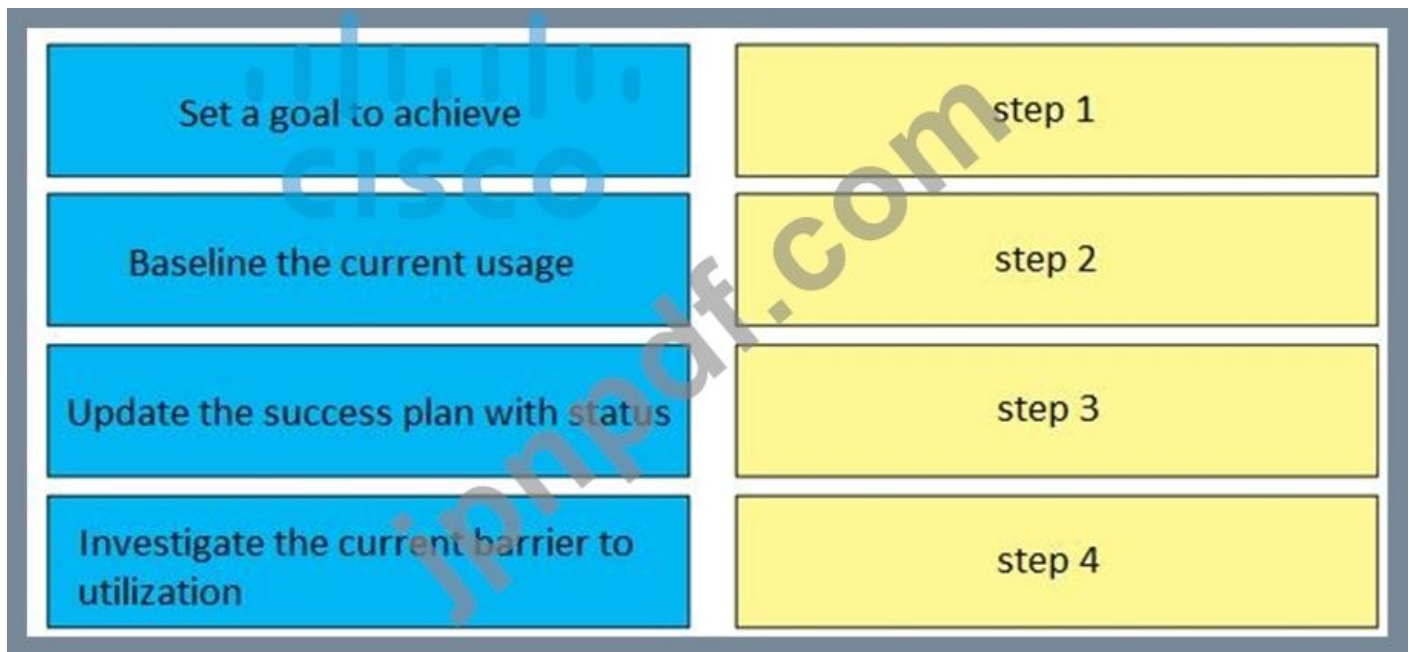 Set a goal to achieve
step 1
Baseline the current usage
step 2
Update the success plan with status
step 3
Investigate the current barrier to
utilization
step 4
CISCO
jpnpdf.com